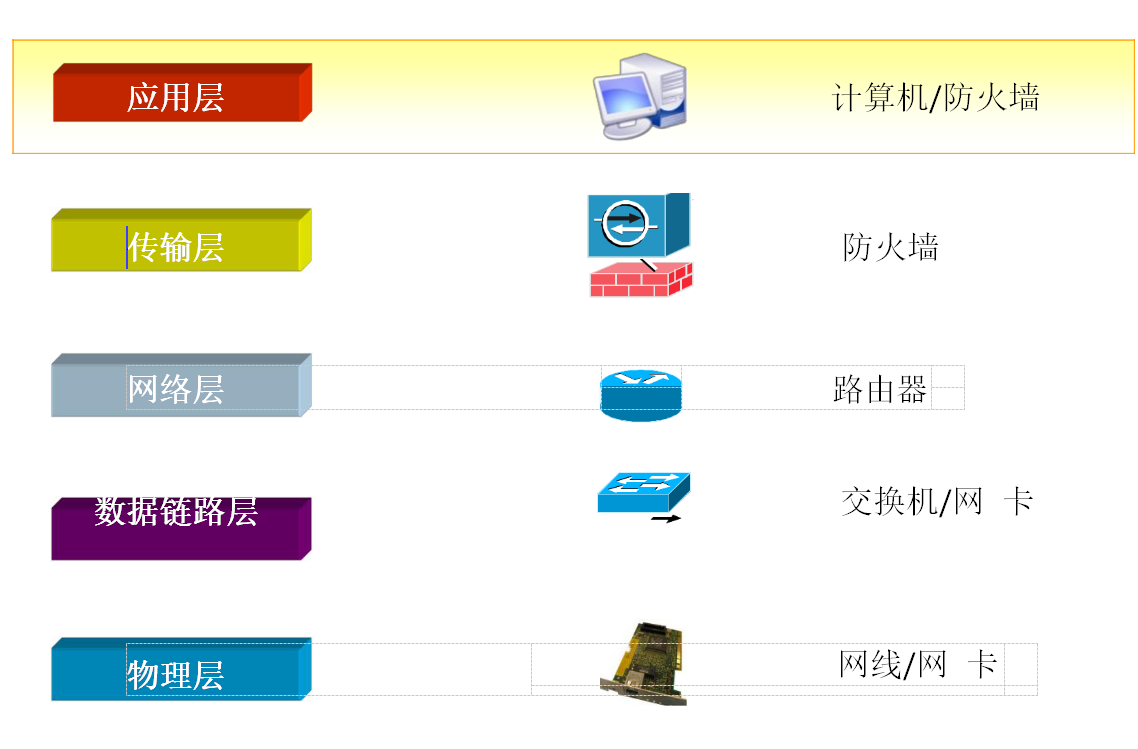 应用层 计算机/防火墙
传输层 防火墙
网络层 路由器
数据链路层 交换机/网 卡
物理层 网线/网 卡